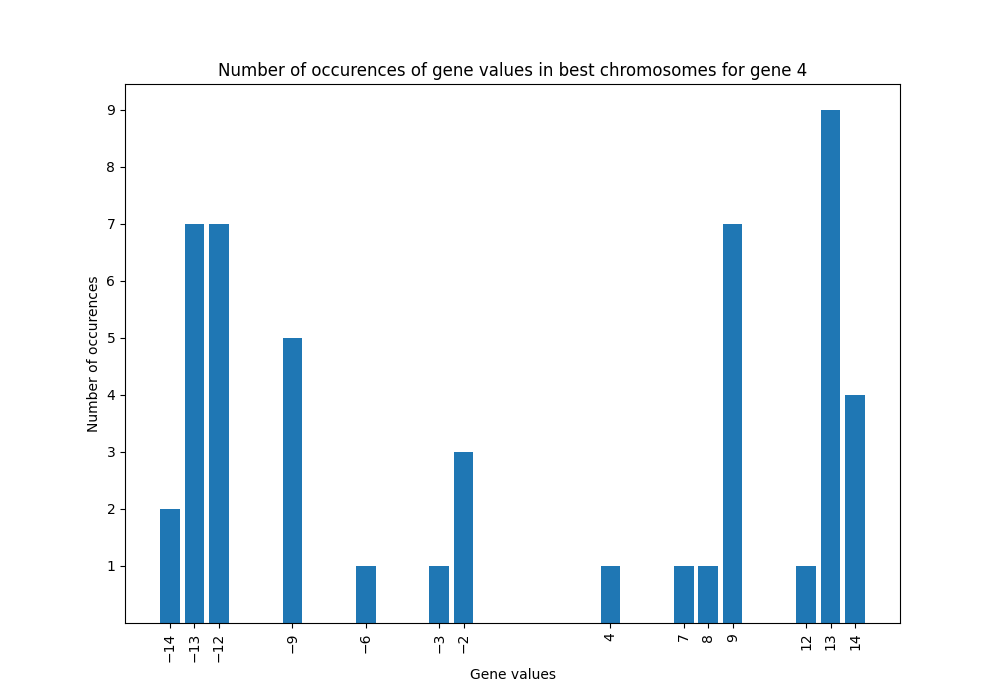 Number of occurences of gene values in best chromosomes for gene 4
Number of occurences
9
8
7
6
5
4
3
2
1
−14 −13 −12 −9 −6 −3 −2 4 7 8 9 12 13 14
Gene values